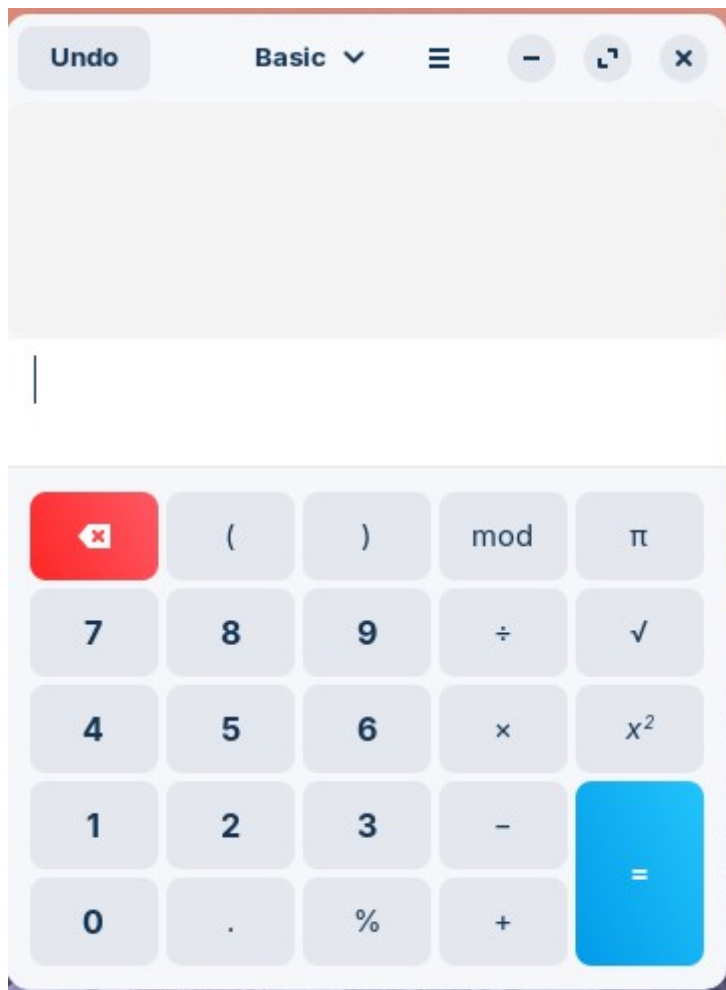 Undo Basic
( ) mod π
7 8 9 ÷ √
4 5 6 × x²
1 2 3 −
=
0 . % +